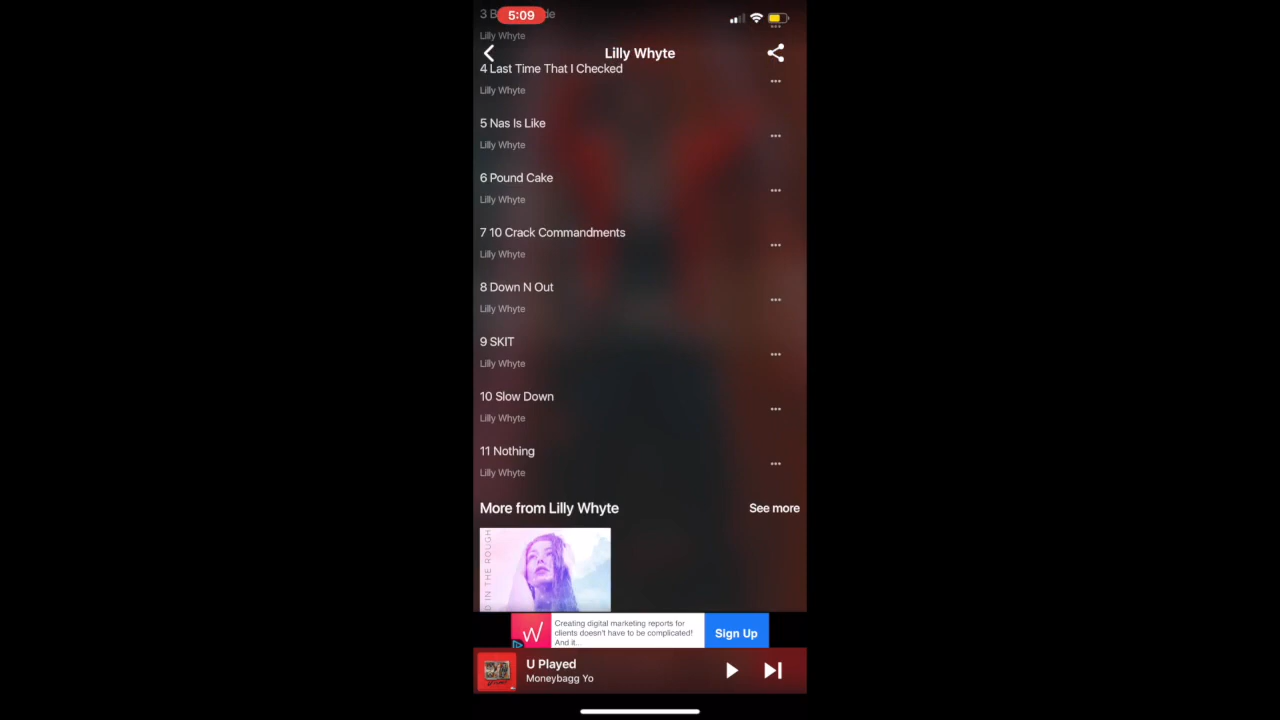 5:09
Lilly Whyte
Lilly Whyte
4 Last Time That I Checked
Lilly Whyte
5 Nas Is Like
Lilly Whyte
6 Pound Cake
Lilly Whyte
7 10 Crack Commandments
Lilly Whyte
8 Down N Out
Lilly Whyte
9 SKIT
Lilly Whyte
10 Slow Down
Lilly Whyte
11 Nothing
Lilly Whyte
More from Lilly Whyte
See more
IN THE ROUGH
Creating digital marketing reports for
clients doesn't have to be complicated!
And it...
Sign Up
U Played
Moneybagg Yo